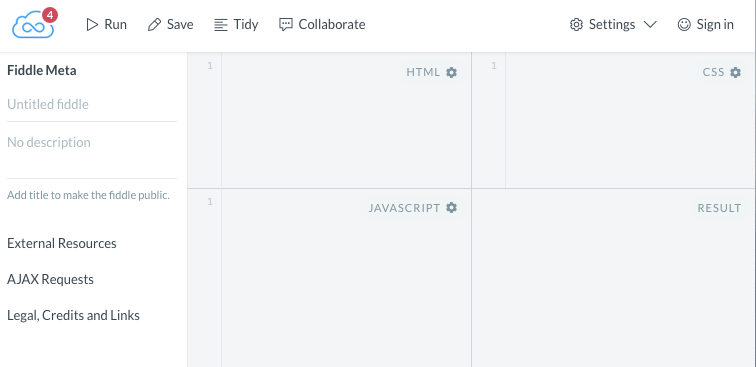 4
Run
Save
Tidy
Collaborate
Settings
Sign in
Fiddle Meta
Untitled fiddle
No description
Add title to make the fiddle public.
External Resources
AJAX Requests
Legal, Credits and Links
1
HTML
1
CSS
1
JAVASCRIPT
RESULT